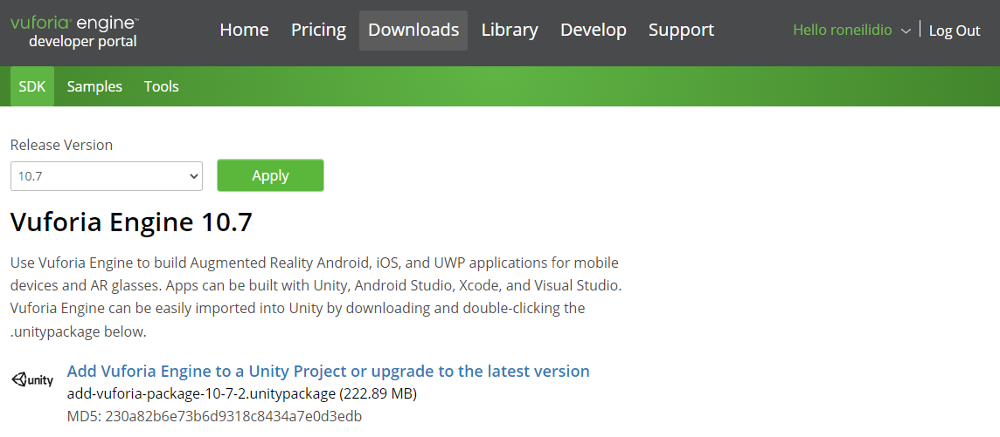 vuforia® engine™
developer portal
Home Pricing Downloads Library Develop Support
Hello roneilidio Log Out
SDK Samples Tools
Release Version
10.7
Apply
Vuforia Engine 10.7
Use Vuforia Engine to build Augmented Reality Android, iOS, and UWP applications for mobile
devices and AR glasses. Apps can be built with Unity, Android Studio, Xcode, and Visual Studio.
Vuforia Engine can be easily imported into Unity by downloading and double-clicking the
.unitypackage below.
unity
Add Vuforia Engine to a Unity Project or upgrade to the latest version
add-vuforia-package-10-7-2.unitypackage (222.89 MB)
MD5: 230a82b6e73b6d9318c8434a7e0d3edb